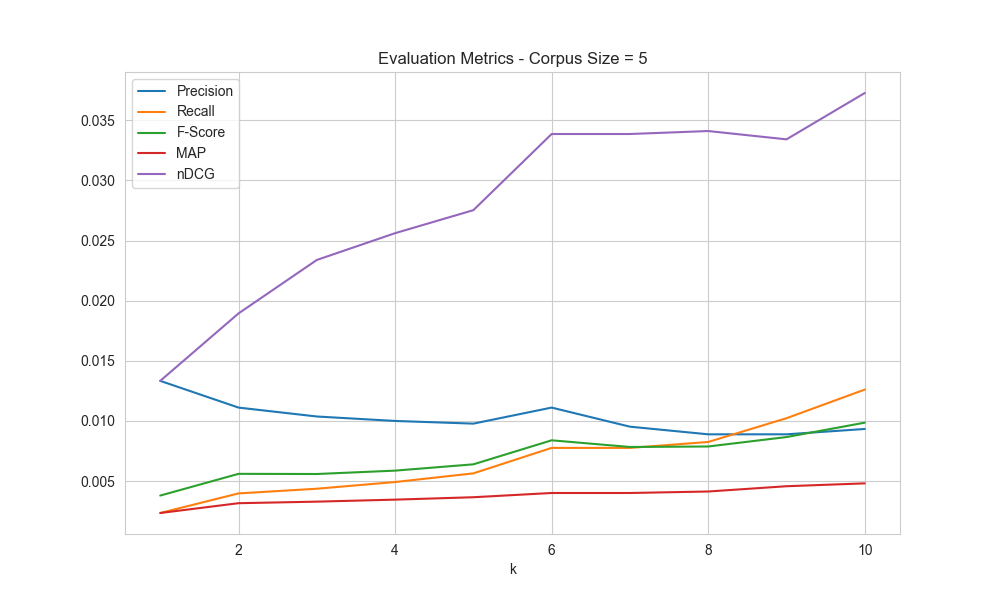 Evaluation Metrics - Corpus Size = 5
Precision
Recall
F-Score
MAP
nDCG
0.035
0.030
0.025
0.020
0.015
0.010
0.005
2 4 6 8 10
k